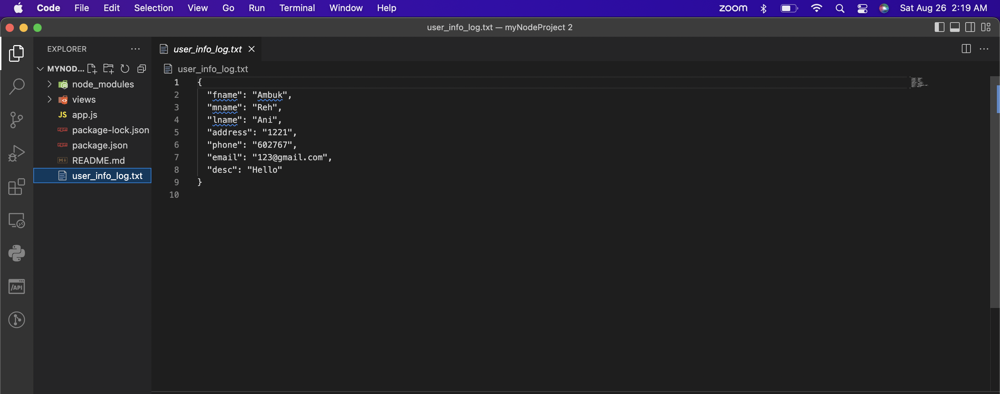 Code File Edit Selection View Go Run Terminal Window Help zoom Sat Aug 26 2:19 AM
user_info_log.txt — myNodeProject 2
EXPLORER
MYNOD...
node_modules
views
JS app.js
package-lock.json
package.json
README.md
user_info_log.txt
/API
user_info_log.txt
user_info_log.txt
1 {
2 "fname": "Ambuk",
3 "mname": "Reh",
4 "lname": "Ani",
5 "address": "1221",
6 "phone": "602767",
7 "email": "123@gmail.com",
8 "desc": "Hello"
9 }
10